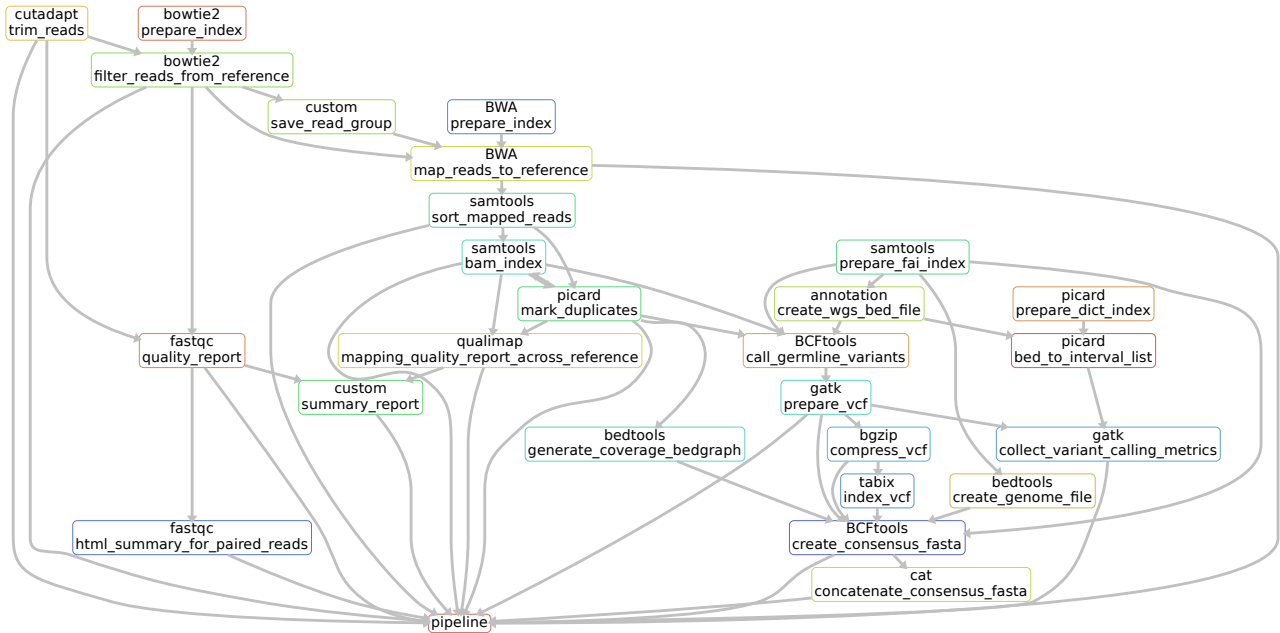 cutadapt
trim_reads
bowtie2
prepare_index
bowtie2
filter_reads_from_reference
custom
save_read_group
BWA
prepare_index
BWA
map_reads_to_reference
samtools
sort_mapped_reads
samtools
bam_index
samtools
prepare_fai_index
picard
mark_duplicates
annotation
create_wgs_bed_file
picard
prepare_dict_index
fastqc
quality_report
qualimap
mapping_quality_report_across_reference
BCFtools
call_germline_variants
picard
bed_to_interval_list
custom
summary_report
gatk
prepare_vcf
bedtools
generate_coverage_bedgraph
bgzip
compress_vcf
gatk
collect_variant_calling_metrics
tabix
index_vcf
bedtools
create_genome_file
fastqc
html_summary_for_paired_reads
BCFtools
create_consensus_fasta
cat
concatenate_consensus_fasta
pipeline